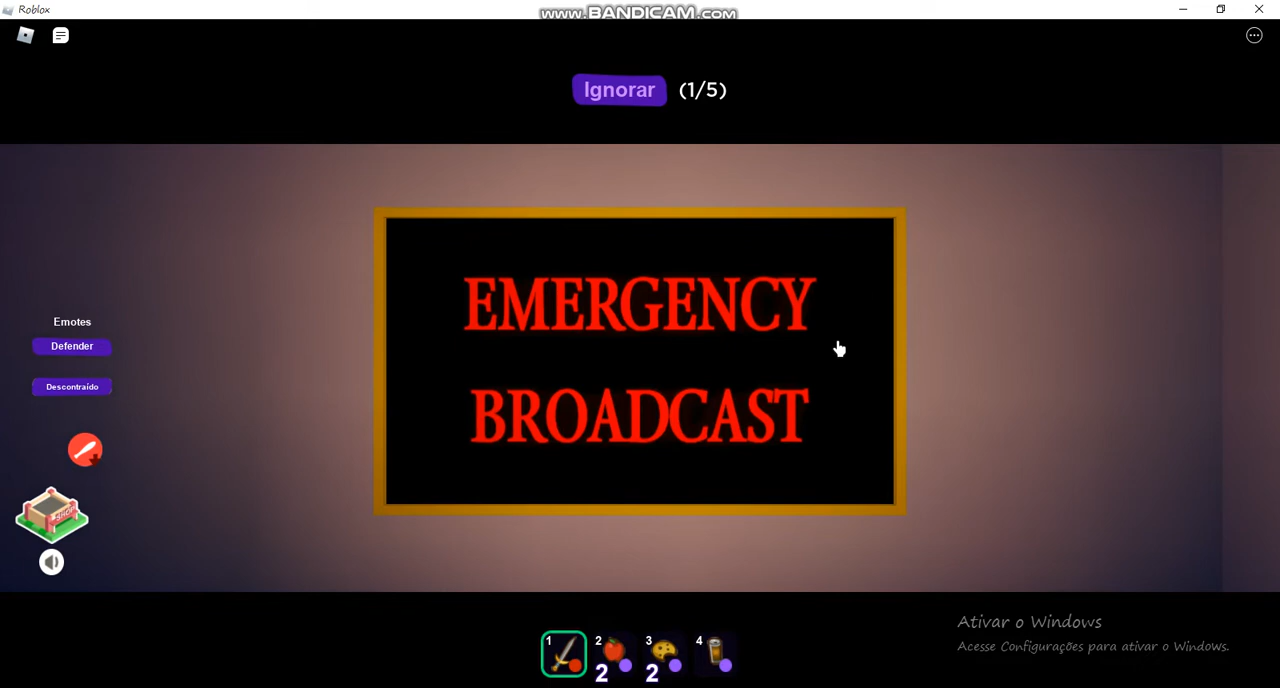 Roblox
www.BANDICAM.com
Ignorar (1/5)
EMERGENCY
BROADCAST
Emotes
Defender
Descontraído
1 2 3 4
2 2
Ativar o Windows
Acesse Configurações para ativar o Windows.